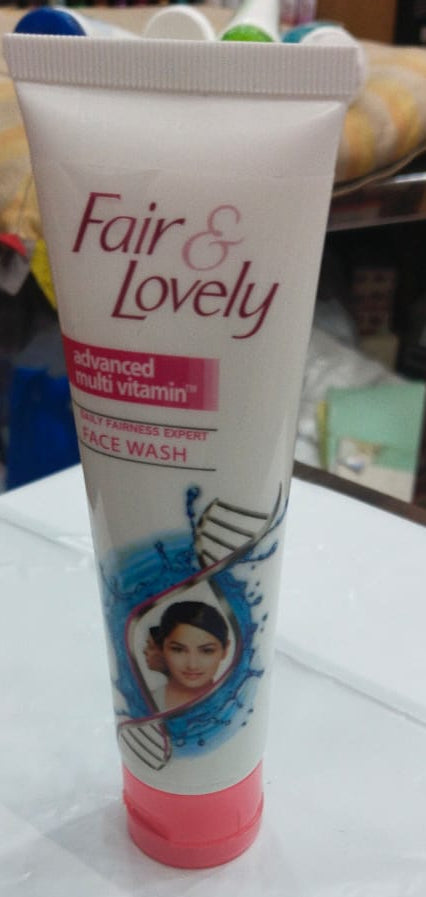 Fair &
Lovely
advanced
multi vitamin™
DAILY FAIRNESS EXPERT
FACE WASH